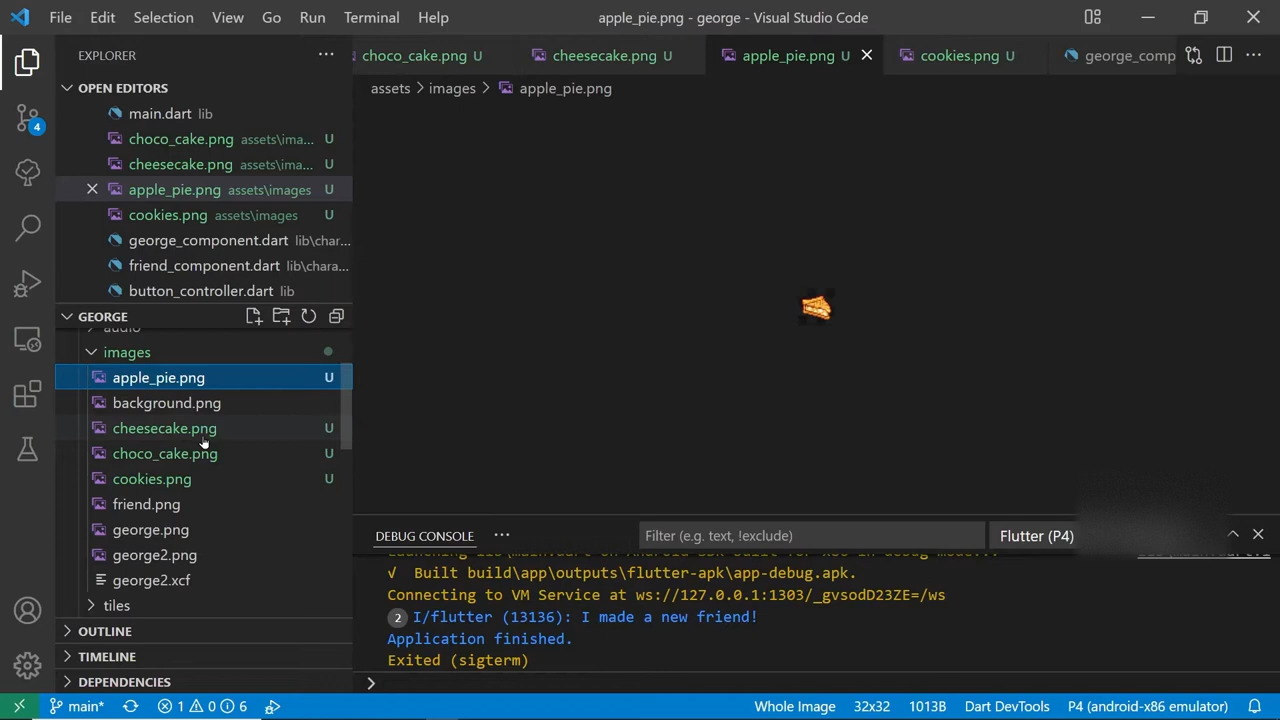 File Edit Selection View Go Run Terminal Help apple_pie.png - george - Visual Studio Code
EXPLORER
choco_cake.png U cheesecake.png U apple_pie.png U cookies.png U george_comp
OPEN EDITORS
assets images apple_pie.png
main.dart lib
4
choco_cake.png assets\ima... U
cheesecake.png assets\ima... U
apple_pie.png assets\images U
cookies.png assets\images U
george_component.dart lib\char...
friend_component.dart lib\chara...
button_controller.dart lib
GEORGE
audio
images
apple_pie.png U
background.png
cheesecake.png U
choco_cake.png U
cookies.png U
friend.png
george.png
george2.png
george2.xcf
tiles
OUTLINE
TIMELINE
DEPENDENCIES
DEBUG CONSOLE Filter (e.g. text, !exclude) Flutter (P4)
√ Built build\app\outputs\flutter-apk\app-debug.apk.
Connecting to VM Service at ws://127.0.0.1:1303/_gvsodD23ZE=/ws
2 I/flutter (13136): I made a new friend!
Application finished.
Exited (sigterm)
main* 1 0 6 Whole Image 32x32 1013B Dart DevTools P4 (android-x86 emulator)